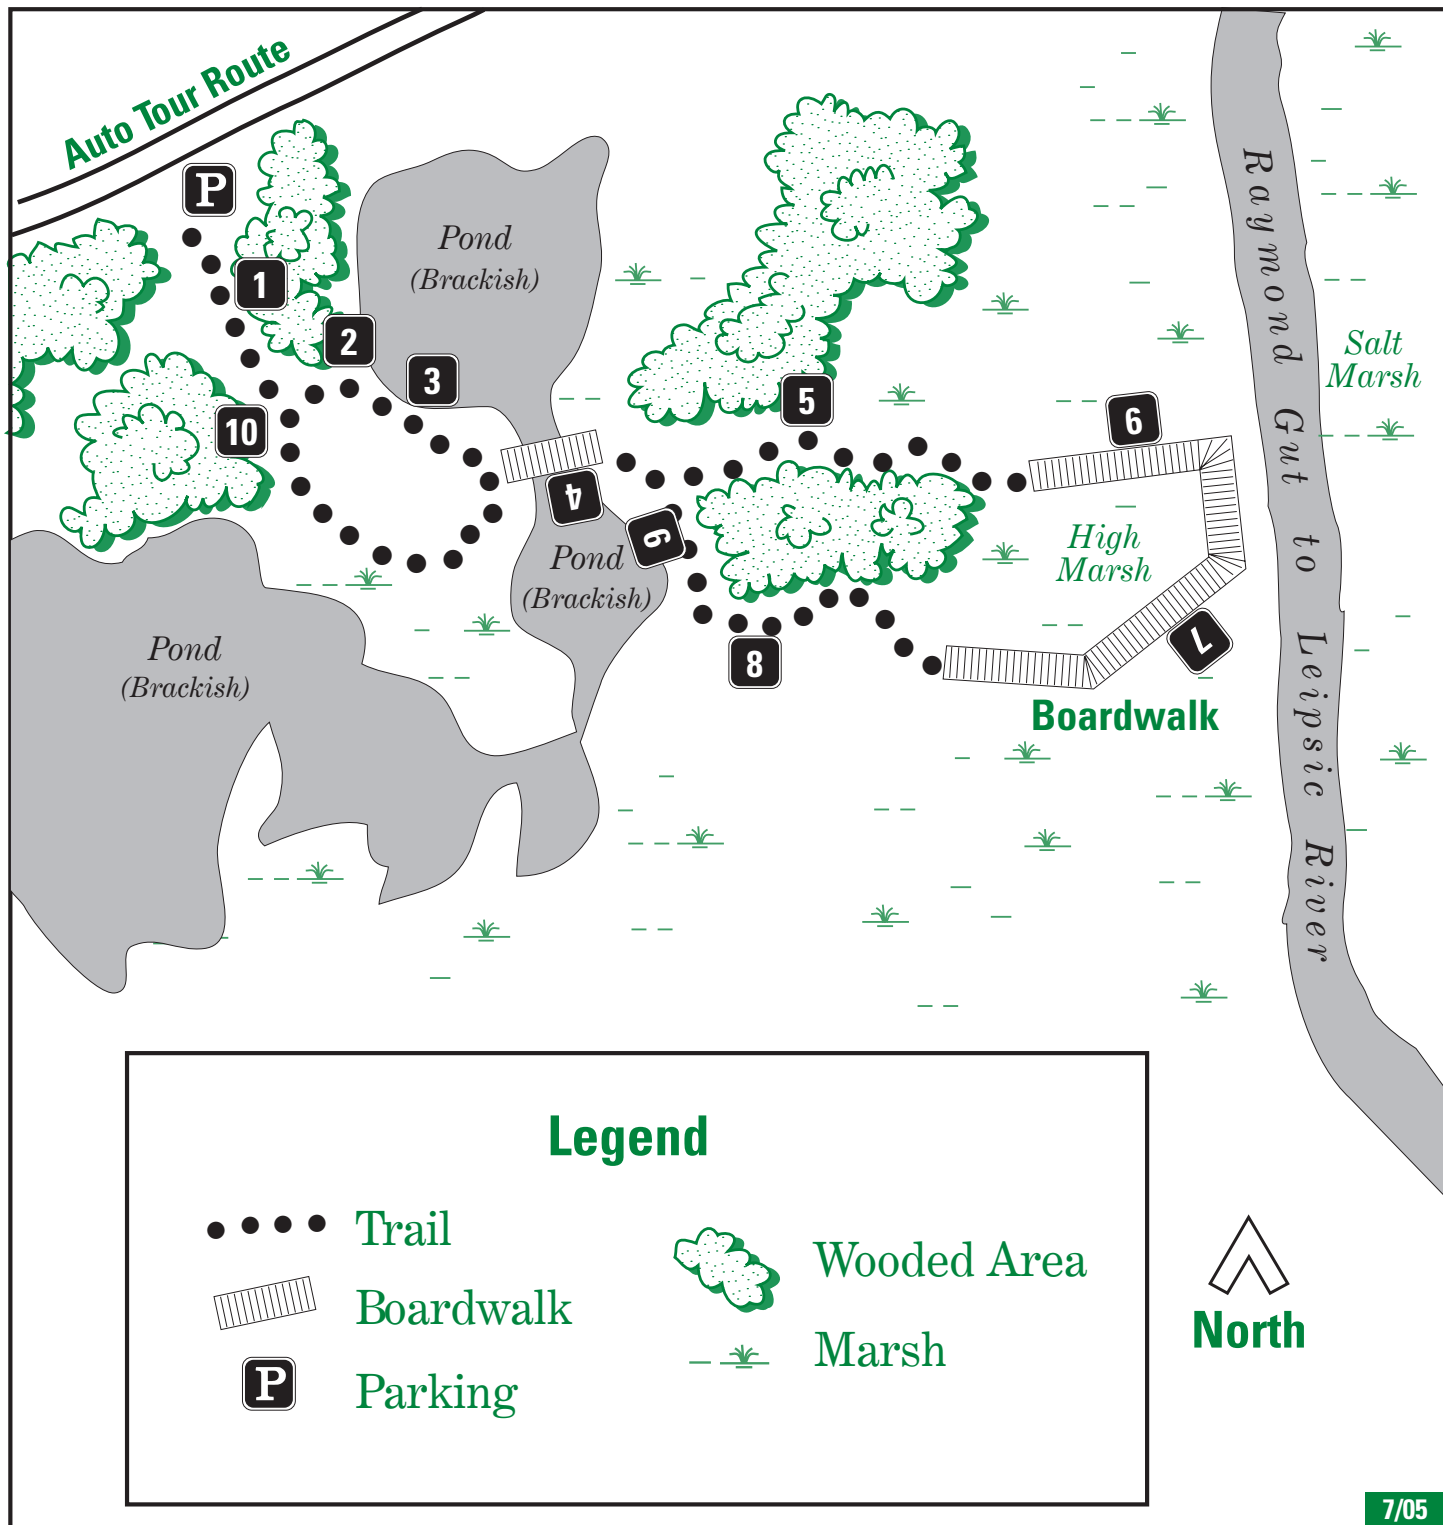 Auto Tour Route
P
1
2
3
Pond
(Brackish)
10
4
5
6
Salt
Marsh
Raymond Gut to Leipsic River
9
Pond
(Brackish)
High
Marsh
7
8
Pond
(Brackish)
Boardwalk
Legend
Trail
Boardwalk
P
Parking
Wooded Area
Marsh
North
7/05